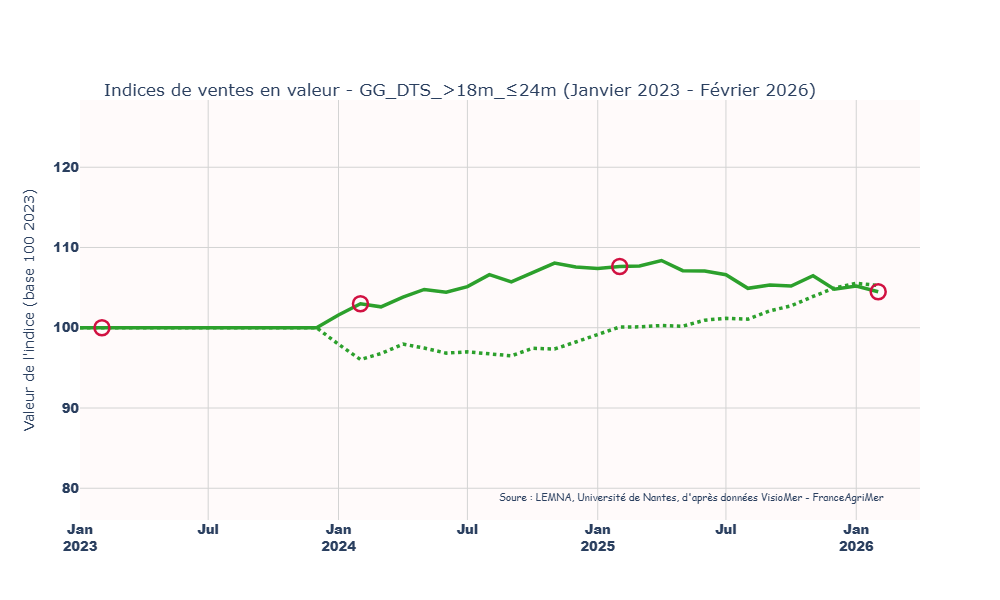 Indices de ventes en valeur - GG_DTS_>18m_≤24m (Janvier 2023 - Février 2026)
Valeur de l'indice (base 100 2023)
120
110
100
90
80
Soure : LEMNA, Université de Nantes, d'après données VisioMer - FranceAgriMer
Jan
2023
Jul
Jan
2024
Jul
Jan
2025
Jul
Jan
2026